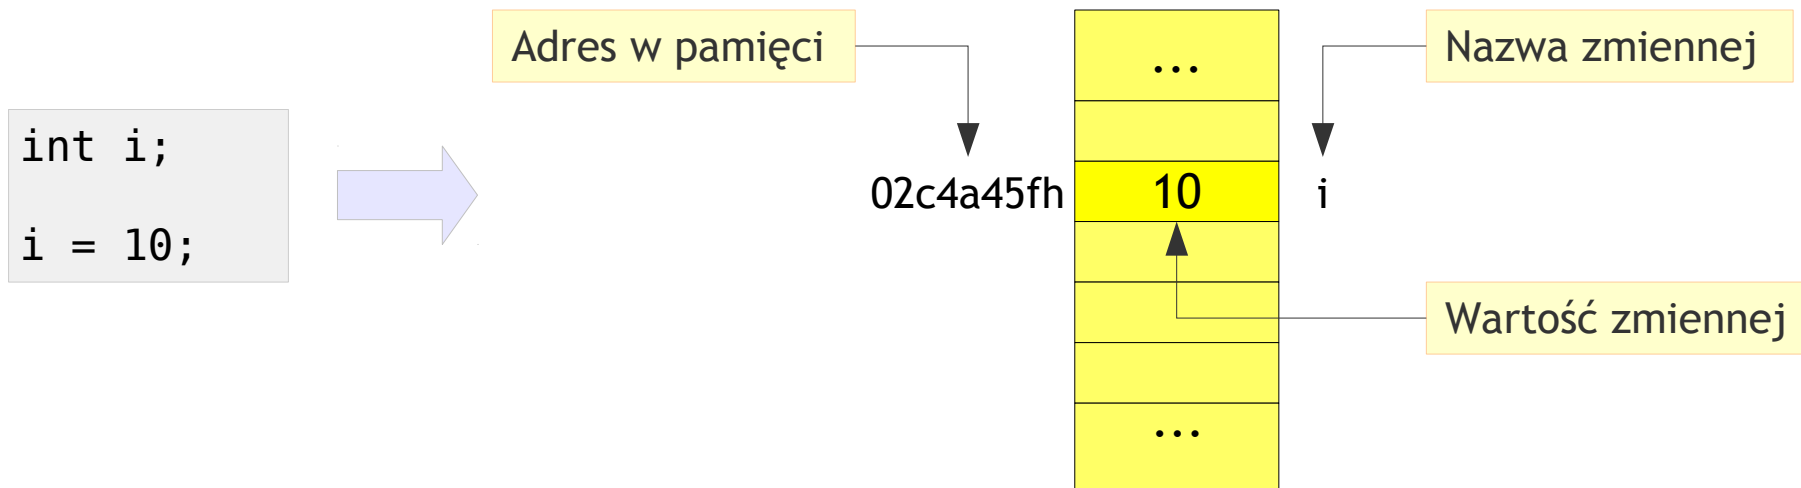 Adres w pamięci
...
Nazwa zmiennej
int i;
i = 10;
02c4a45fh
10
i
Wartość zmiennej
...